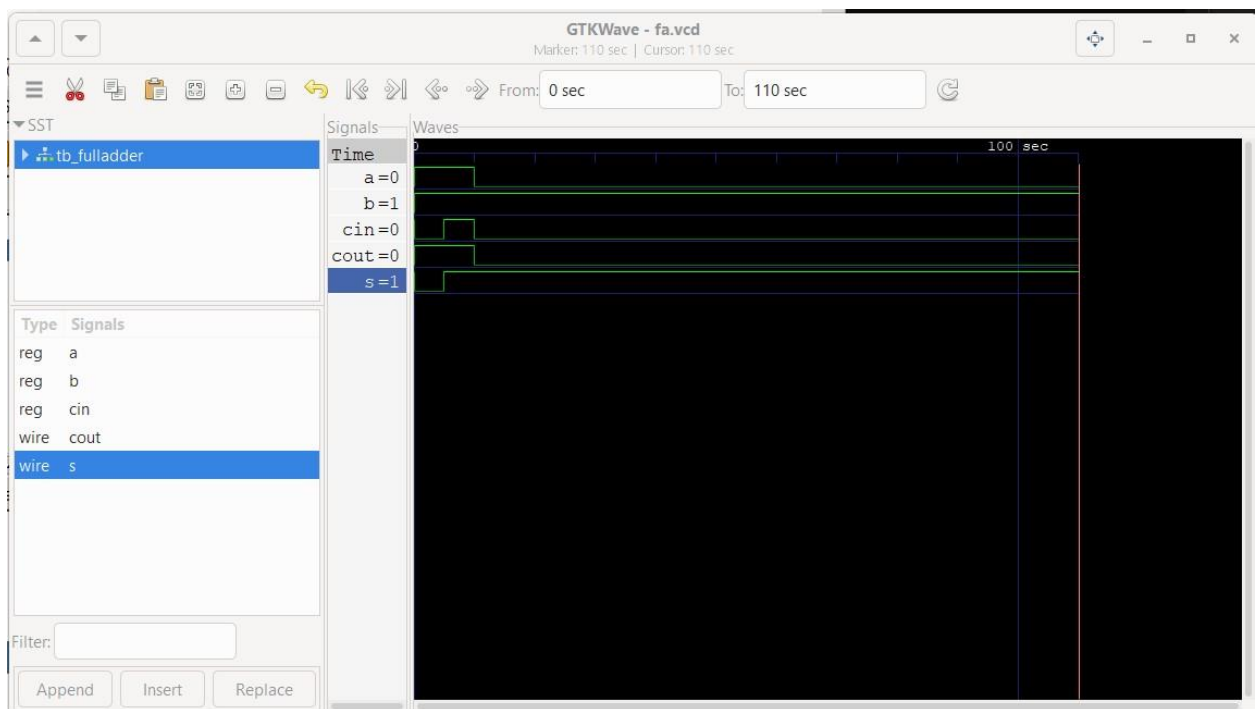 GTKWave - fa.vcd
Marker: 110 sec | Cursor: 110 sec
From: 0 sec To: 110 sec
SST
Signals
Waves
tb_fulladder
Time
0
100 sec
a=0
b=1
cin=0
cout=0
s=1
Type Signals
reg a
reg b
reg cin
wire cout
wire s
Filter:
Append Insert Replace